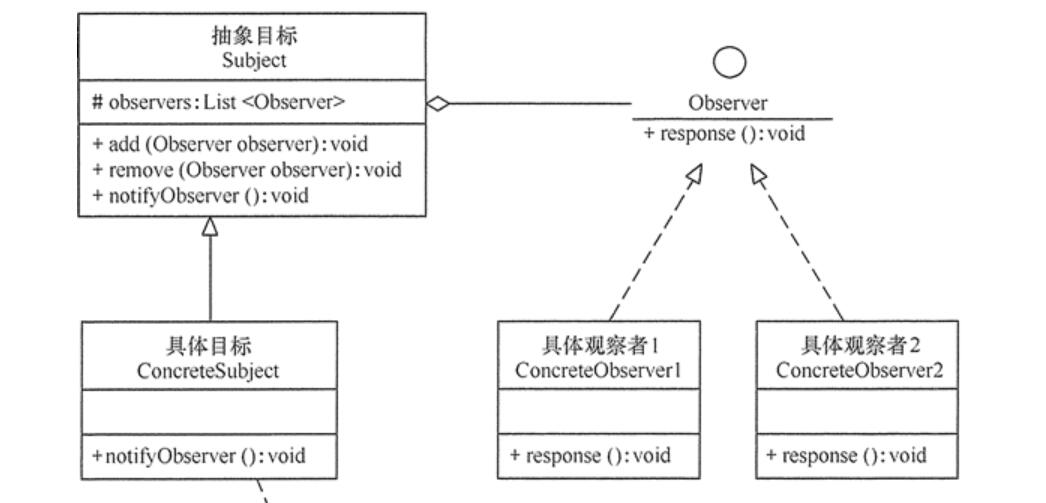 抽象目标
Subject
# observers:List <Observer>
+ add (Observer observer):void
+ remove (Observer observer):void
+ notifyObserver ():void
Observer
+ response ():void
具体目标
ConcreteSubject
+notifyObserver ():void
具体观察者1
ConcreteObserver1
+ response ():void
具体观察者2
ConcreteObserver2
+ response ():void